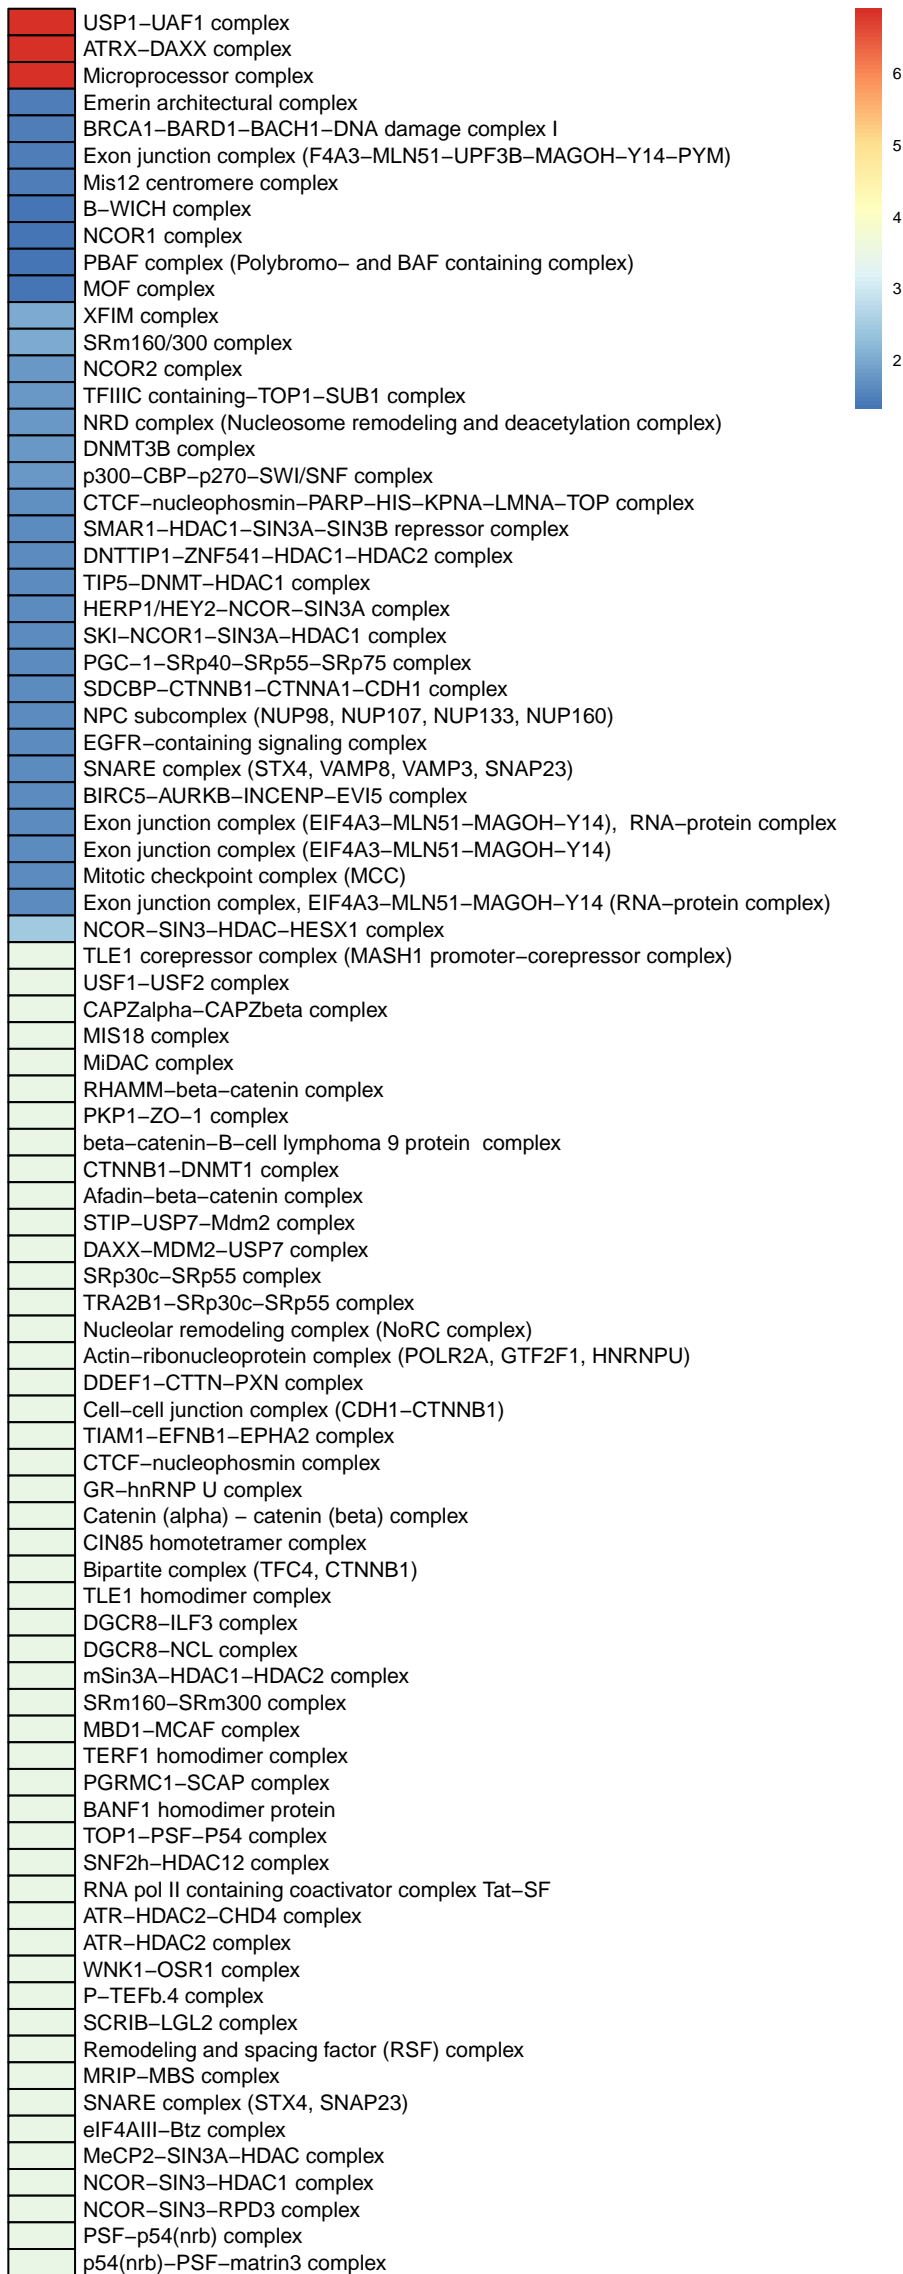 USP1−UAF1 complex
ATRX−DAXX complex
Microprocessor complex
Emerin architectural complex
BRCA1−BARD1−BACH1−DNA damage complex I
Exon junction complex (F4A3−MLN51−UPF3B−MAGOH−Y14−PYM)
Mis12 centromere complex
B−WICH complex
NCOR1 complex
PBAF complex (Polybromo− and BAF containing complex)
MOF complex
XFIM complex
SRm160/300 complex
NCOR2 complex
TFIIIC containing−TOP1−SUB1 complex
NRD complex (Nucleosome remodeling and deacetylation complex)
DNMT3B complex
p300−CBP−p270−SWI/SNF complex
CTCF−nucleophosmin−PARP−HIS−KPNA−LMNA−TOP complex
SMAR1−HDAC1−SIN3A−SIN3B repressor complex
DNTTIP1−ZNF541−HDAC1−HDAC2 complex
TIP5−DNMT−HDAC1 complex
HERP1/HEY2−NCOR−SIN3A complex
SKI−NCOR1−SIN3A−HDAC1 complex
PGC−1−SRp40−SRp55−SRp75 complex
SDCBP−CTNNB1−CTNNA1−CDH1 complex
NPC subcomplex (NUP98, NUP107, NUP133, NUP160)
EGFR−containing signaling complex
SNARE complex (STX4, VAMP8, VAMP3, SNAP23)
BIRC5−AURKB−INCENP−EVI5 complex
Exon junction complex (EIF4A3−MLN51−MAGOH−Y14),  RNA−protein complex
Exon junction complex (EIF4A3−MLN51−MAGOH−Y14)
Mitotic checkpoint complex (MCC)
Exon junction complex, EIF4A3−MLN51−MAGOH−Y14 (RNA−protein complex)
NCOR−SIN3−HDAC−HESX1 complex
TLE1 corepressor complex (MASH1 promoter−corepressor complex)
USF1−USF2 complex
CAPZalpha−CAPZbeta complex
MIS18 complex
MiDAC complex
RHAMM−beta−catenin complex
PKP1−ZO−1 complex
beta−catenin−B−cell lymphoma 9 protein  complex
CTNNB1−DNMT1 complex
Afadin−beta−catenin complex
STIP−USP7−Mdm2 complex
DAXX−MDM2−USP7 complex
SRp30c−SRp55 complex
TRA2B1−SRp30c−SRp55 complex
Nucleolar remodeling complex (NoRC complex)
Actin−ribonucleoprotein complex (POLR2A, GTF2F1, HNRNPU)
DDEF1−CTTN−PXN complex
Cell−cell junction complex (CDH1−CTNNB1)
TIAM1−EFNB1−EPHA2 complex
CTCF−nucleophosmin complex
GR−hnRNP U complex
Catenin (alpha) − catenin (beta) complex
CIN85 homotetramer complex
Bipartite complex (TFC4, CTNNB1)
TLE1 homodimer complex
DGCR8−ILF3 complex
DGCR8−NCL complex
mSin3A−HDAC1−HDAC2 complex
SRm160−SRm300 complex
MBD1−MCAF complex
TERF1 homodimer complex
PGRMC1−SCAP complex
BANF1 homodimer protein
TOP1−PSF−P54 complex
SNF2h−HDAC12 complex
RNA pol II containing coactivator complex Tat−SF
ATR−HDAC2−CHD4 complex
ATR−HDAC2 complex
WNK1−OSR1 complex
P−TEFb.4 complex
SCRIB−LGL2 complex
Remodeling and spacing factor (RSF) complex
MRIP−MBS complex
SNARE complex (STX4, SNAP23)
eIF4AIII−Btz complex
MeCP2−SIN3A−HDAC complex
NCOR−SIN3−HDAC1 complex
NCOR−SIN3−RPD3 complex
PSF−p54(nrb) complex
p54(nrb)−PSF−matrin3 complex
6
5
4
3
2